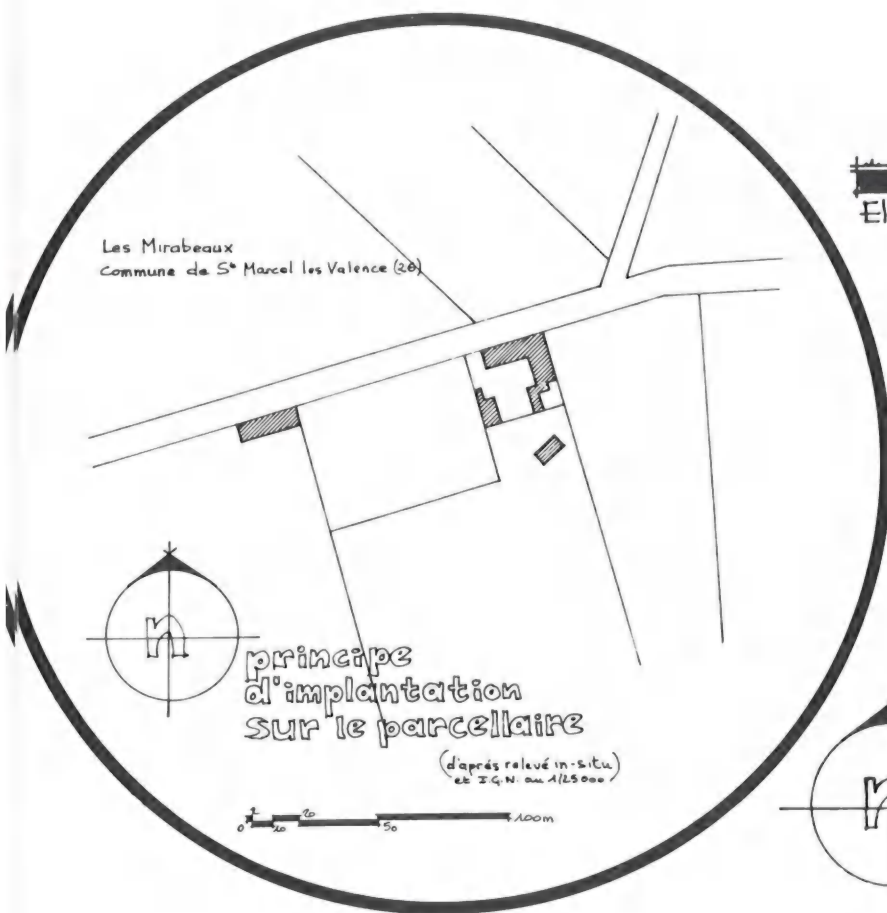 Les Mirabeaux
Commune de St Marcel les Valence (26)
El
n
principe
d'implantation
sur le parcellaire
(d'après relevé in-situ)
et I.G.N. au 1/25000
0 10 20 50 100m